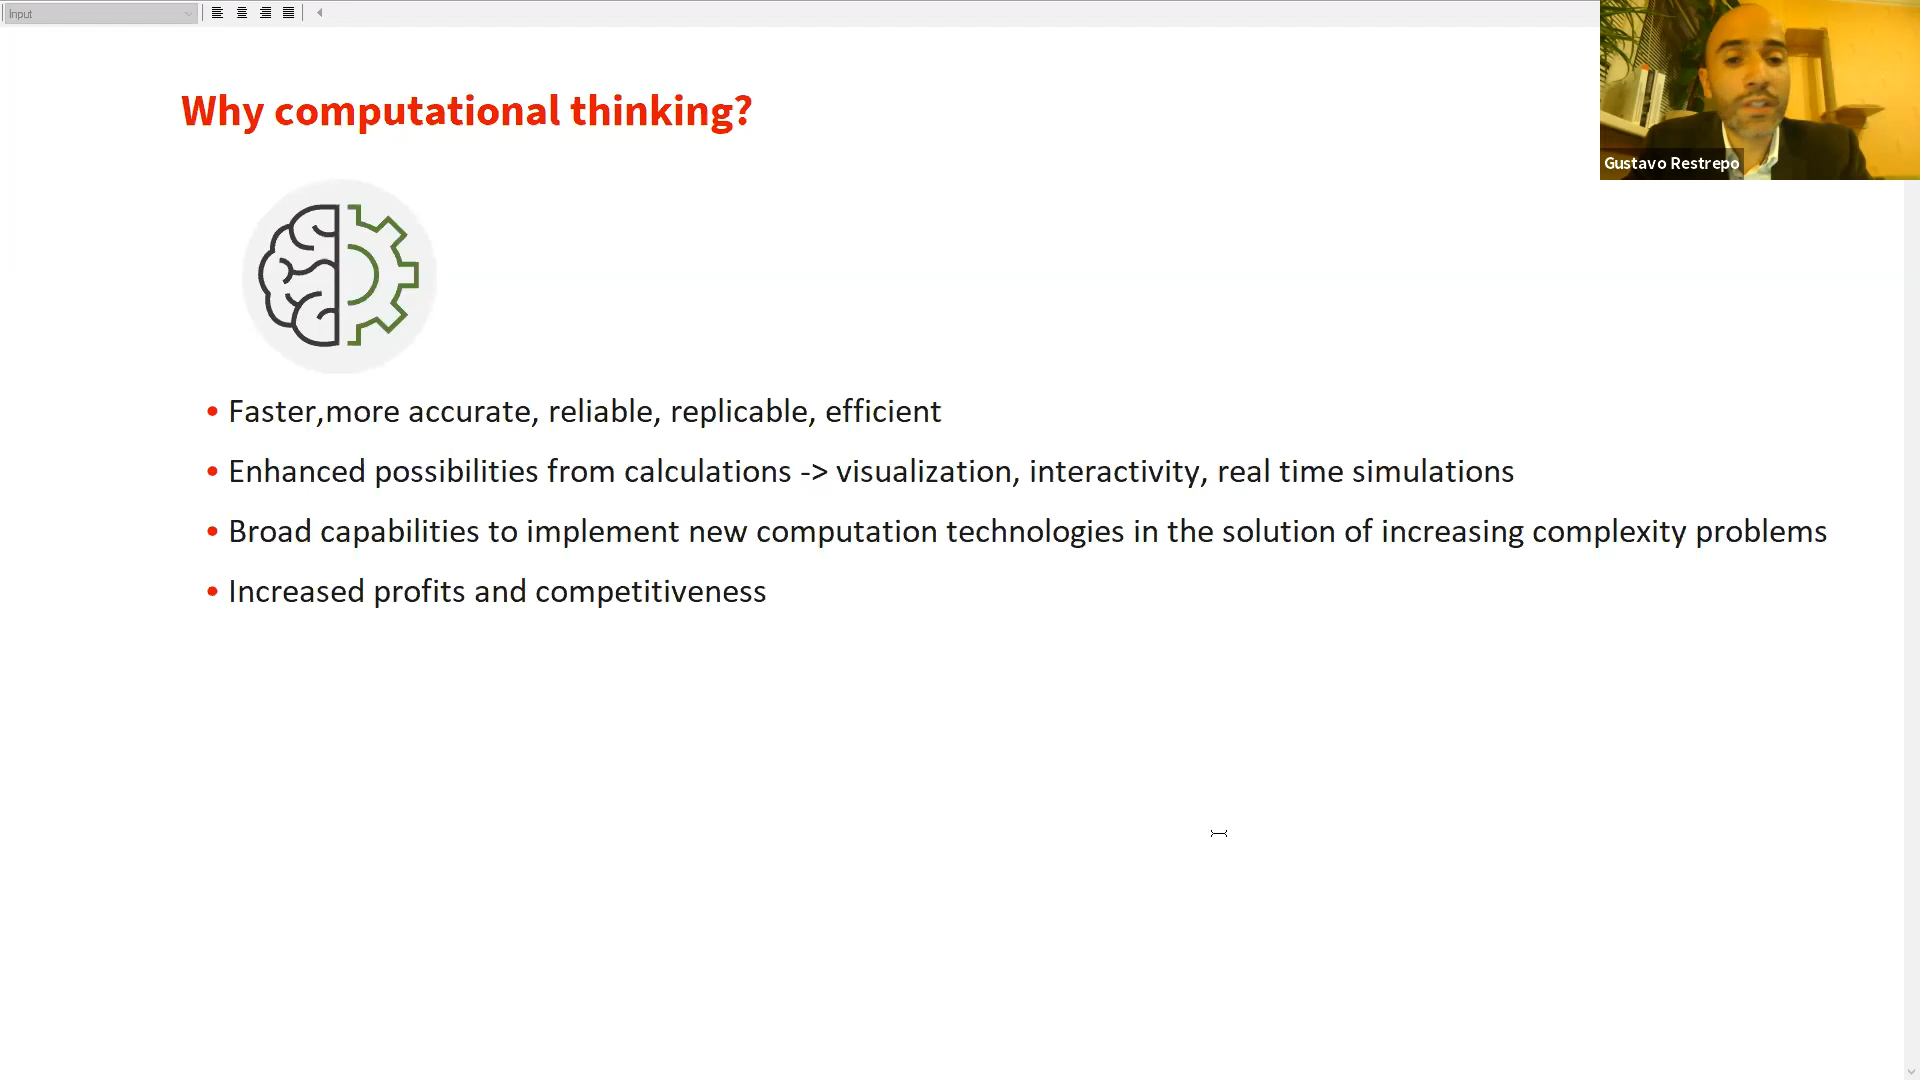 Input
Why computational thinking?
Gustavo Restrepo
• Faster,more accurate, reliable, replicable, efficient
• Enhanced possibilities from calculations -> visualization, interactivity, real time simulations
• Broad capabilities to implement new computation technologies in the solution of increasing complexity problems
• Increased profits and competitiveness